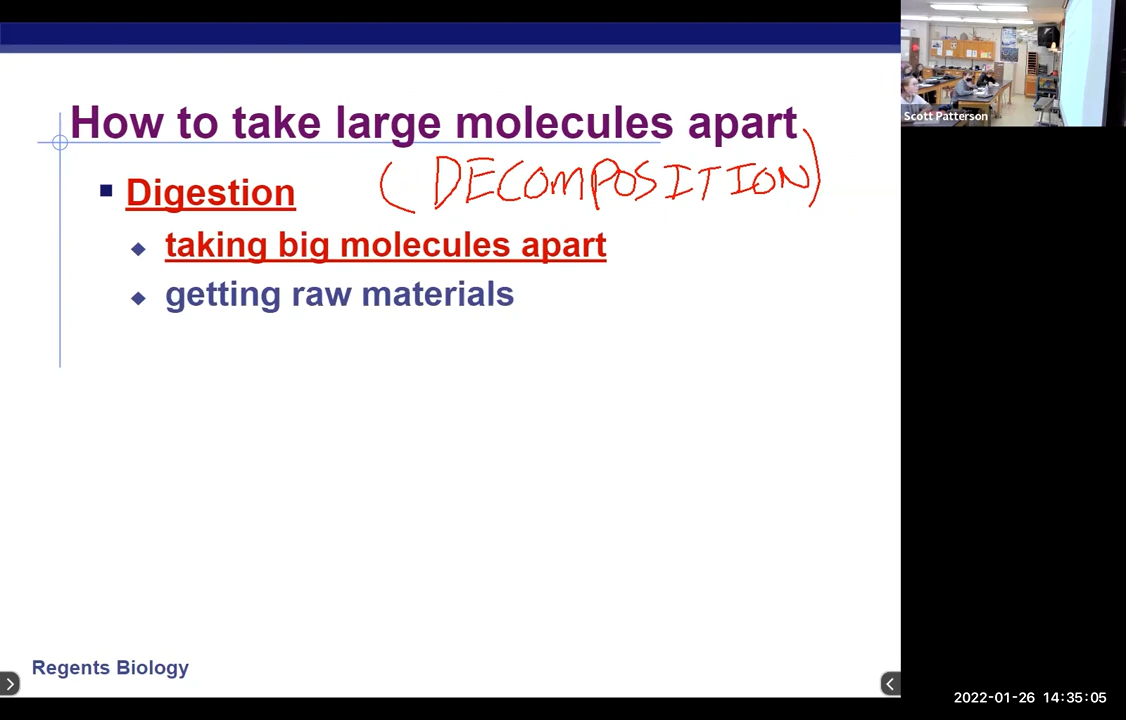 Scott Patterson
How to take large molecules apart
Digestion
(DECOMPOSITION)
taking big molecules apart
getting raw materials
Regents Biology
2022-01-26 14:35:05